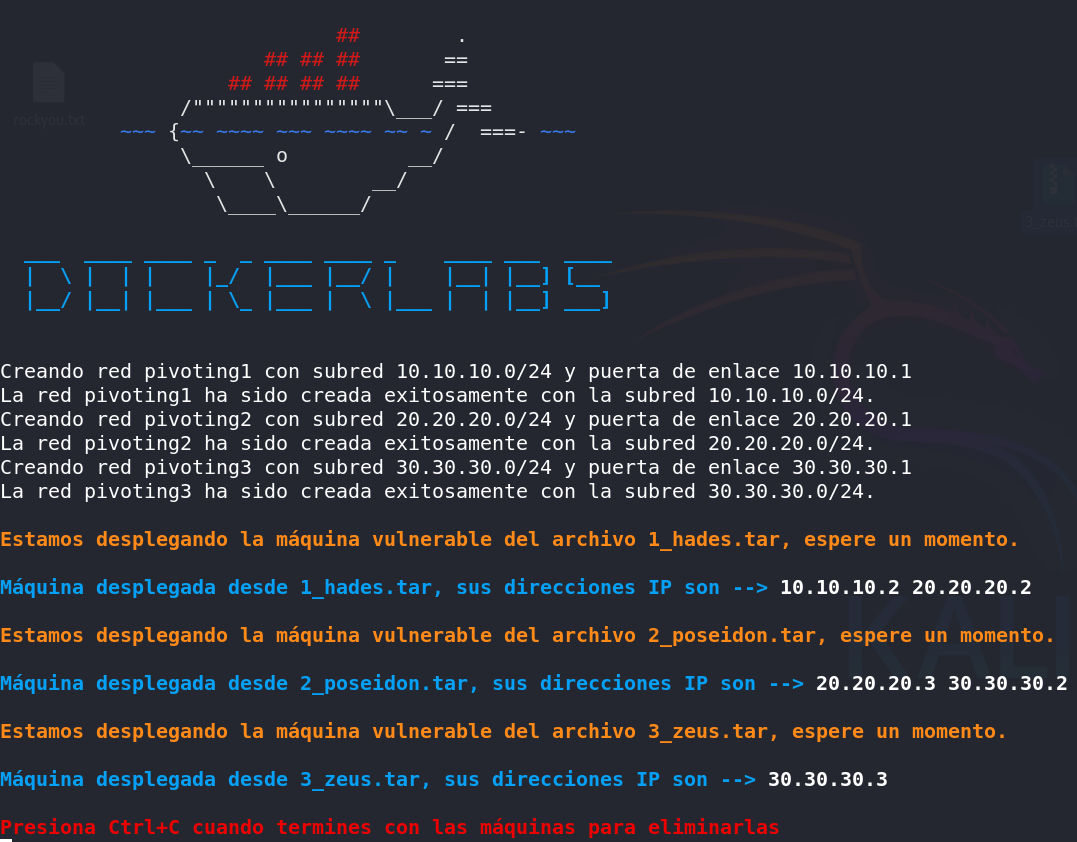 rockyou.txt
3_zeus.
DOCKERLABS
Creando red pivoting1 con subred 10.10.10.0/24 y puerta de enlace 10.10.10.1
La red pivoting1 ha sido creada exitosamente con la subred 10.10.10.0/24.
Creando red pivoting2 con subred 20.20.20.0/24 y puerta de enlace 20.20.20.1
La red pivoting2 ha sido creada exitosamente con la subred 20.20.20.0/24.
Creando red pivoting3 con subred 30.30.30.0/24 y puerta de enlace 30.30.30.1
La red pivoting3 ha sido creada exitosamente con la subred 30.30.30.0/24.
Estamos desplegando la máquina vulnerable del archivo 1_hades.tar, espere un momento.
Máquina desplegada desde 1_hades.tar, sus direcciones IP son --> 10.10.10.2 20.20.20.2
KALI
Estamos desplegando la máquina vulnerable del archivo 2_poseidon.tar, espere un momento.
Máquina desplegada desde 2_poseidon.tar, sus direcciones IP son --> 20.20.20.3 30.30.30.2
Estamos desplegando la máquina vulnerable del archivo 3_zeus.tar, espere un momento.
Máquina desplegada desde 3_zeus.tar, sus direcciones IP son --> 30.30.30.3
Presiona Ctrl+C cuando termines con las máquinas para eliminarlas